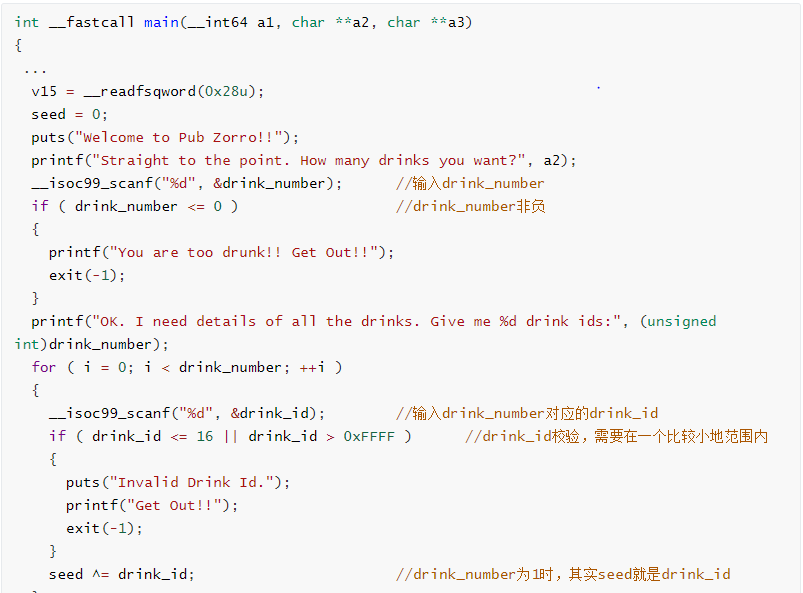 int __fastcall main(__int64 a1, char **a2, char **a3)
{
...
v15 = __readfsqword(0x28u);
seed = 0;
puts("Welcome to Pub Zorro!!");
printf("Straight to the point. How many drinks you want?", a2);
__isoc99_scanf("%d", &drink_number); //输入drink_number
if ( drink_number <= 0 ) //drink_number非负
{
printf("You are too drunk!! Get Out!!");
exit(-1);
}
printf("OK. I need details of all the drinks. Give me %d drink ids:", (unsigned
int)drink_number);
for ( i = 0; i < drink_number; ++i )
{
__isoc99_scanf("%d", &drink_id); //输入drink_number对应的drink_id
if ( drink_id <= 16 || drink_id > 0xFFFF ) //drink_id校验，需要在一个比较小地范围内
{
puts("Invalid Drink Id.");
printf("Get Out!!");
exit(-1);
}
seed ^= drink_id; //drink_number为1时，其实seed就是drink_id